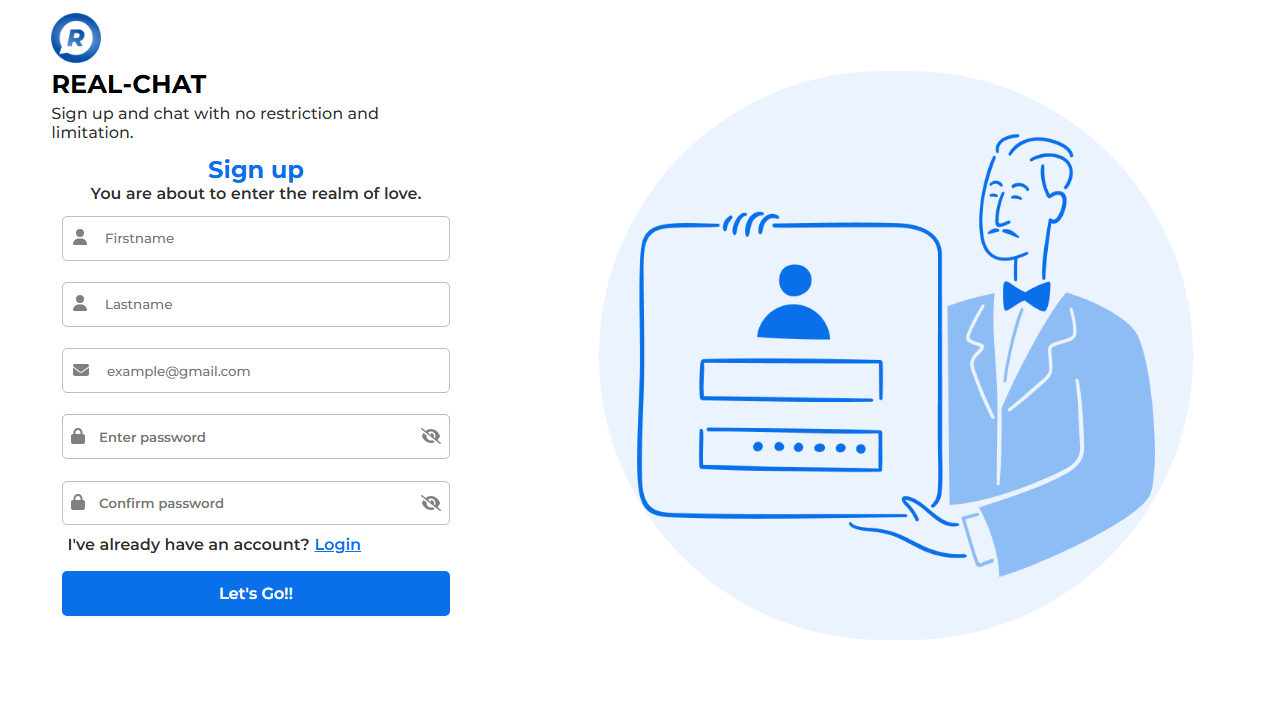 R
REAL-CHAT
Sign up and chat with no restriction and
limitation.
Sign up
You are about to enter the realm of love.
Firstname
Lastname
example@gmail.com
Enter password
Confirm password
I've already have an account? Login
Let's Go!!